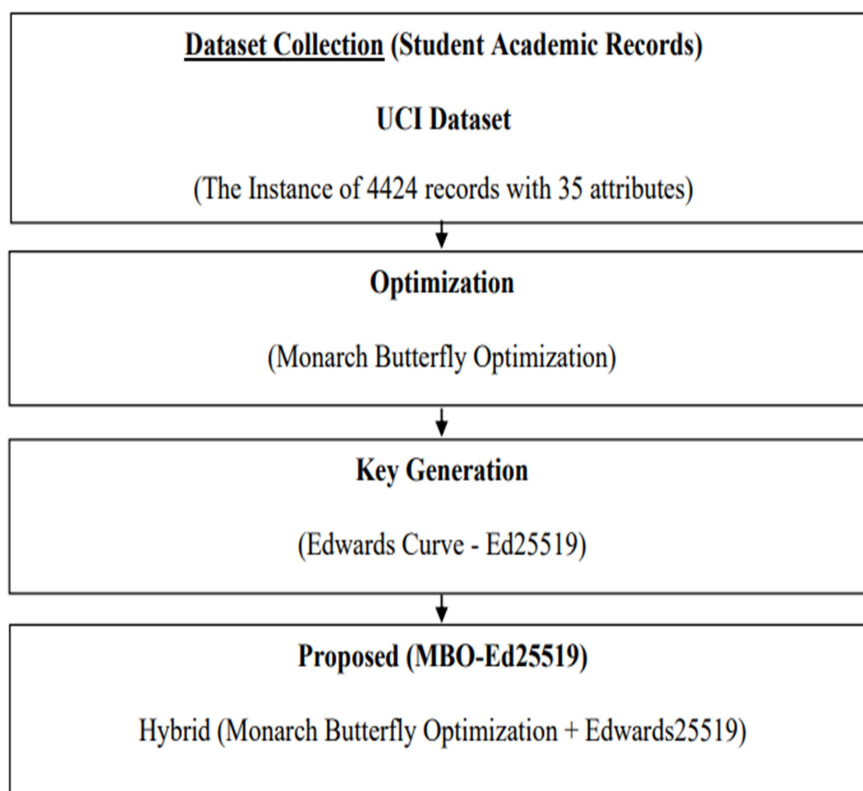 Dataset Collection (Student Academic Records)
UCI Dataset
(The Instance of 4424 records with 35 attributes)
Optimization
(Monarch Butterfly Optimization)
Key Generation
(Edwards Curve - Ed25519)
Proposed (MBO-Ed25519)
Hybrid (Monarch Butterfly Optimization + Edwards25519)